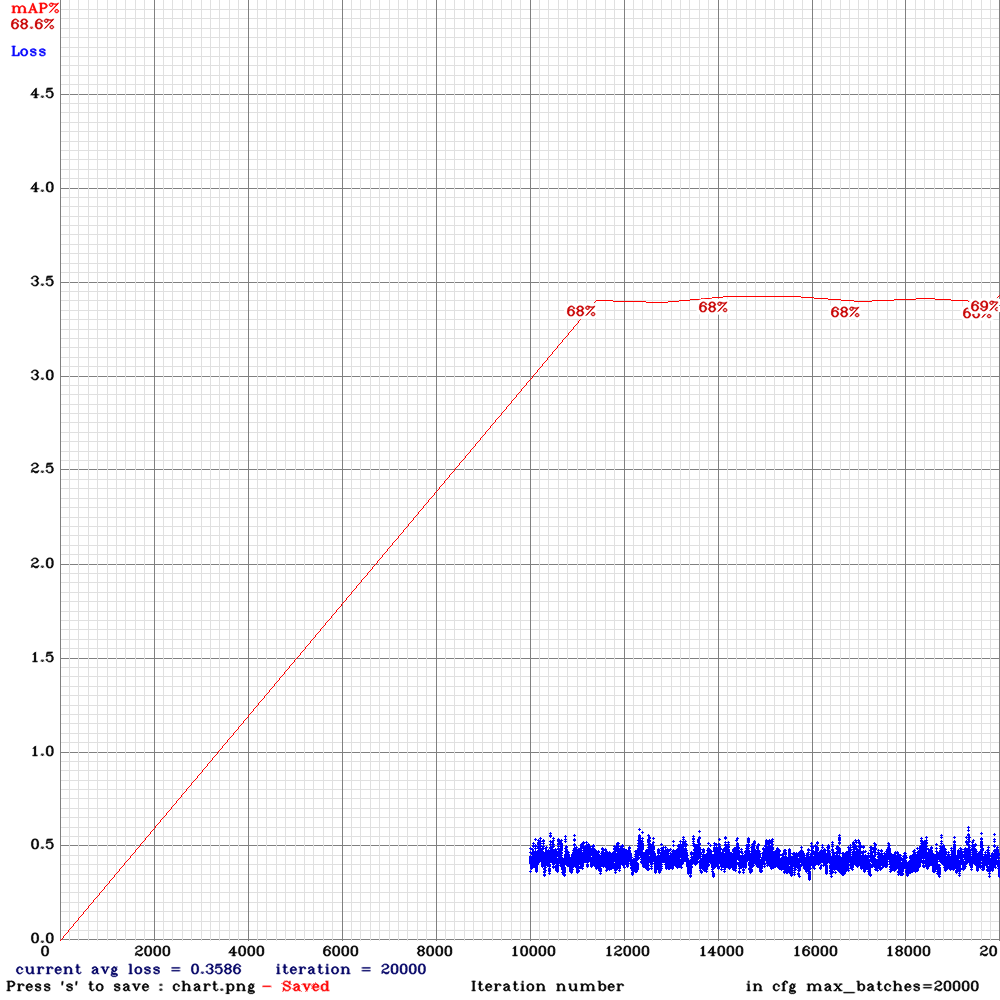 mAP%
68.6%
Loss
4.5
4.0
3.5
68% 68% 68% 69%
3.0
2.5
2.0
1.5
1.0
0.5
0.0
0 2000 4000 6000 8000 10000 12000 14000 16000 18000 20
current avg loss = 0.3586 iteration = 20000
Press 's' to save : chart.png - Saved Iteration number in cfg max_batches=20000